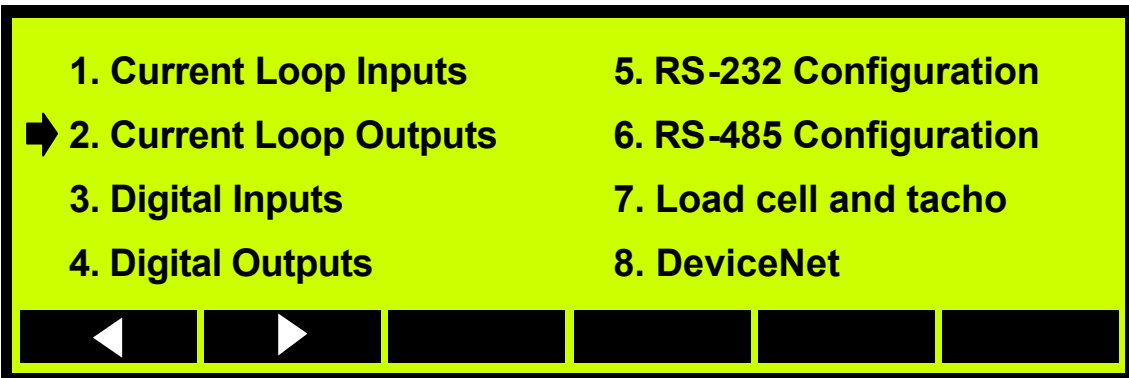 1. Current Loop Inputs
2. Current Loop Outputs
3. Digital Inputs
4. Digital Outputs
5. RS-232 Configuration
6. RS-485 Configuration
7. Load cell and tacho
8. DeviceNet